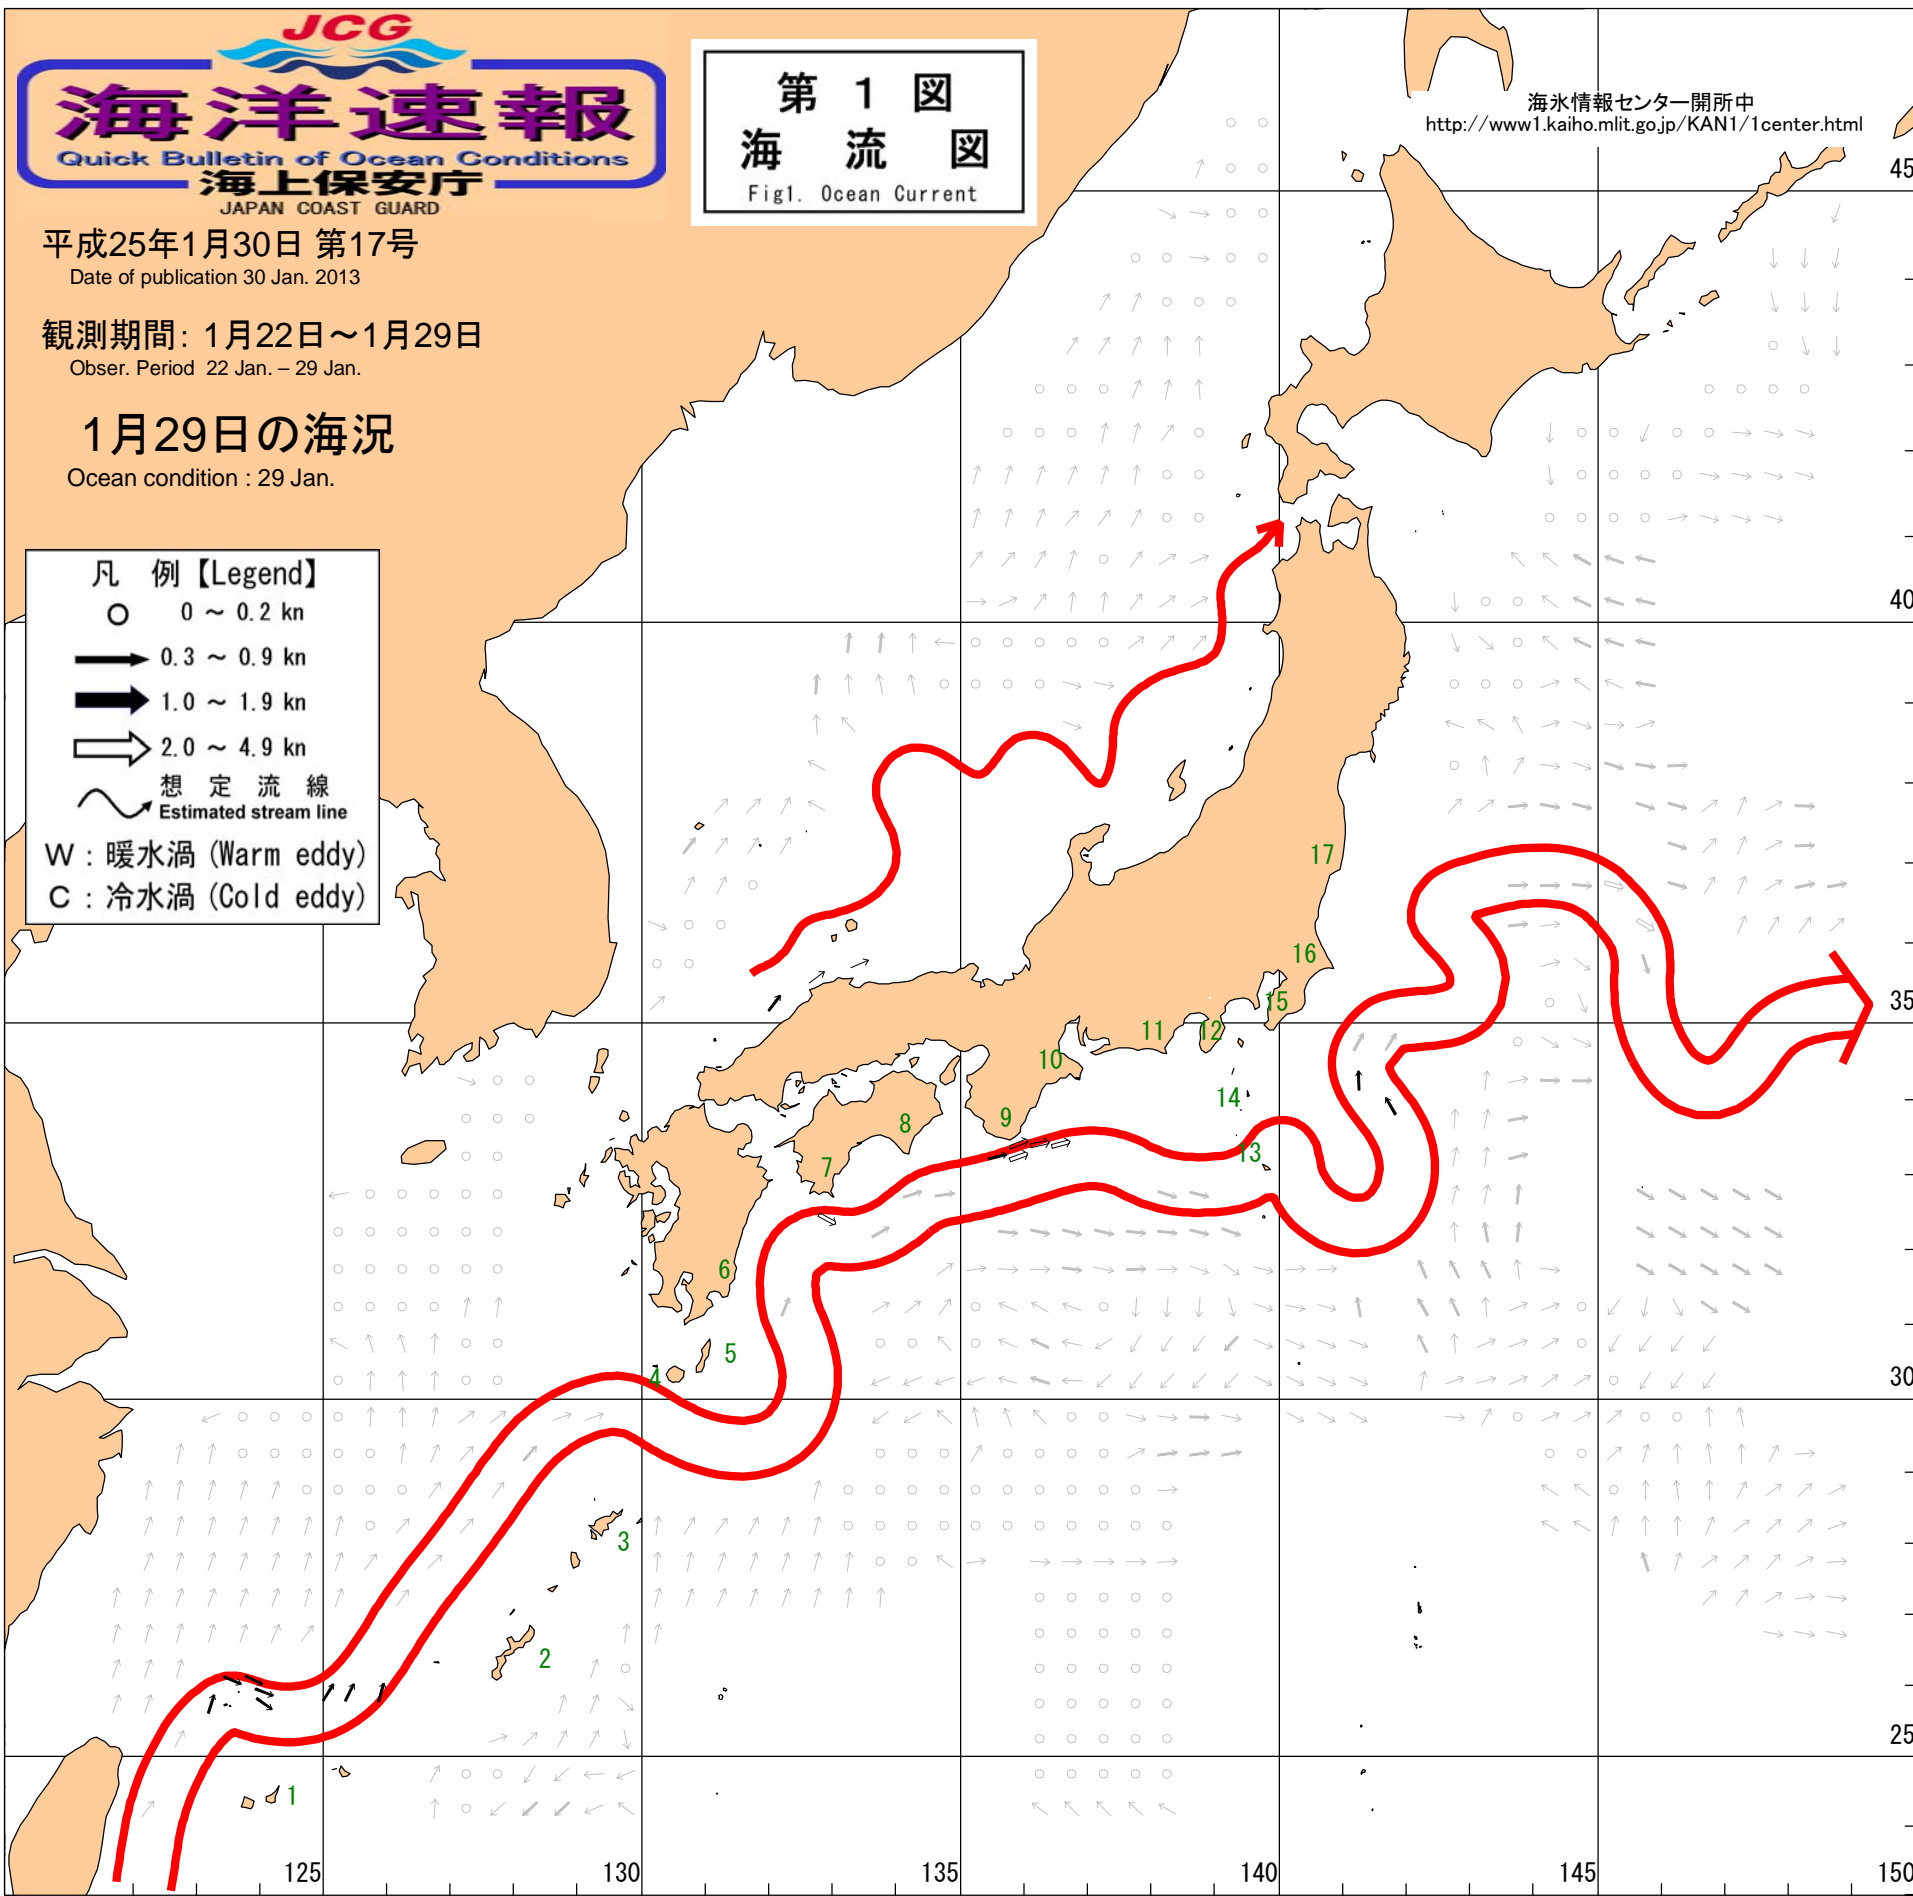 JCG
海洋速報
Quick Bulletin of Ocean Conditions
海上保安庁
JAPAN COAST GUARD
平成25年1月30日 第17号
Date of publication 30 Jan. 2013
観測期間： 1月22日～1月29日
Obser. Period 22 Jan. – 29 Jan.
1月29日の海況
Ocean condition : 29 Jan.
第 1 図
海 流 図
Fig1. Ocean Current
海氷情報センター開所中
http://www1.kaiho.mlit.go.jp/KAN1/1center.html
凡 例【Legend】
0 ～ 0.2 kn
0.3 ～ 0.9 kn
1.0 ～ 1.9 kn
2.0 ～ 4.9 kn
想 定 流 線
Estimated stream line
W：暖水渦 (Warm eddy)
C：冷水渦 (Cold eddy)
45
40
17
16
15
35
12
11
10
14
9
8
13
7
6
5
4
30
3
2
25
1
125
130
135
140
145
150